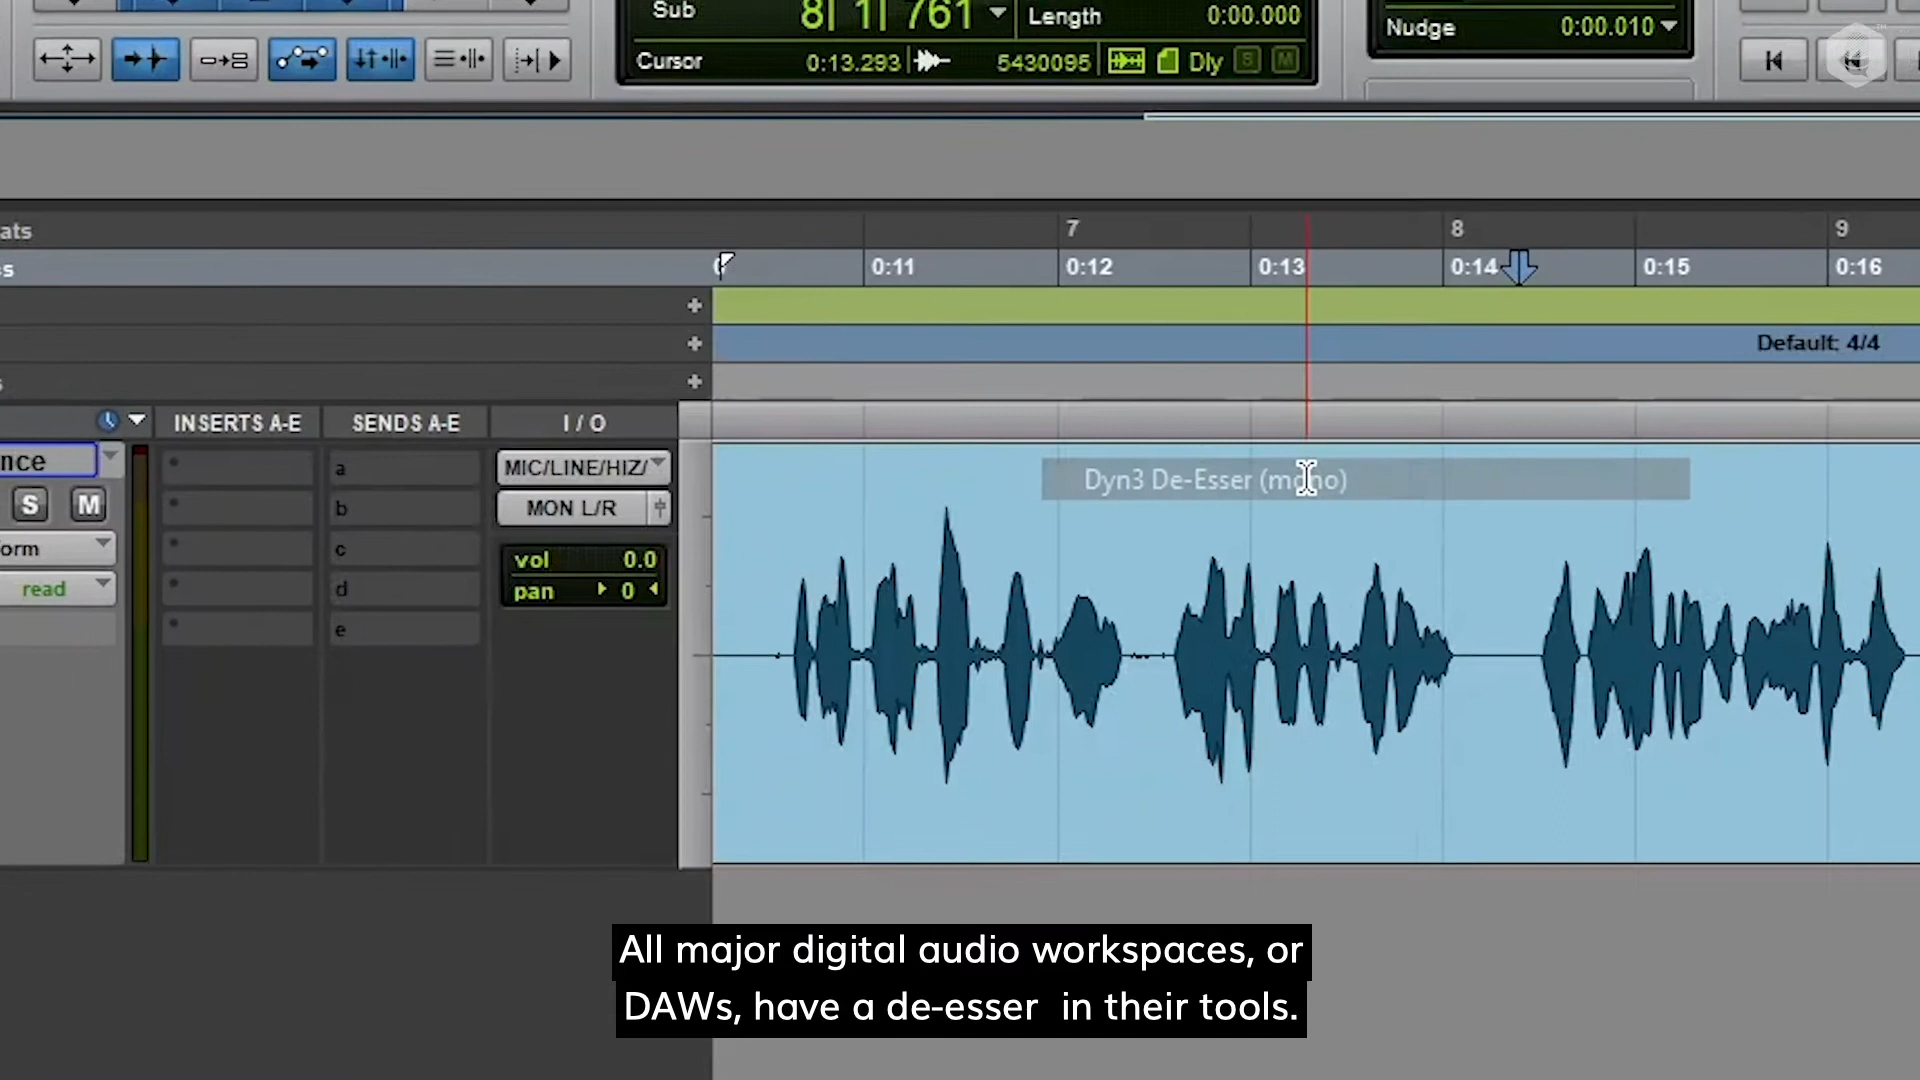 Sub 8| 1| 761
Length 0:00.000
Nudge 0:00.010
Cursor 0:13.293
5430095
Dly S M
ats 7 8 9
s 0:11 0:12 0:13 0:14 0:15 0:16
Default: 4/4
s
INSERTS A-E SENDS A-E I / O
nce
a MIC/LINE/HIZ/
Dyn3 De-Esser (mono)
S M b MON L/R
orm c vol 0.0
read d pan 0
e
All major digital audio workspaces, or
DAWs, have a de-esser in their tools.